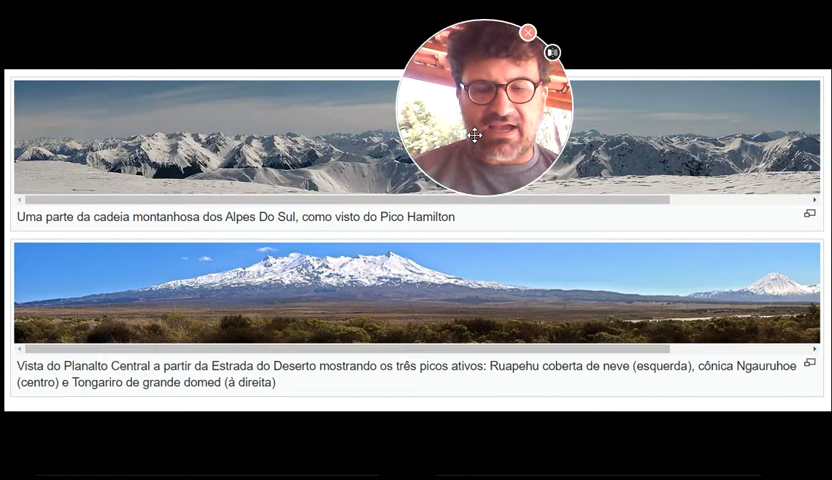 Uma parte da cadeia montanhosa dos Alpes Do Sul, como visto do Pico Hamilton
Vista do Planalto Central a partir da Estrada do Deserto mostrando os três picos ativos: Ruapehu coberta de neve (esquerda), cônica Ngauruhoe
(centro) e Tongariro de grande domed (à direita)